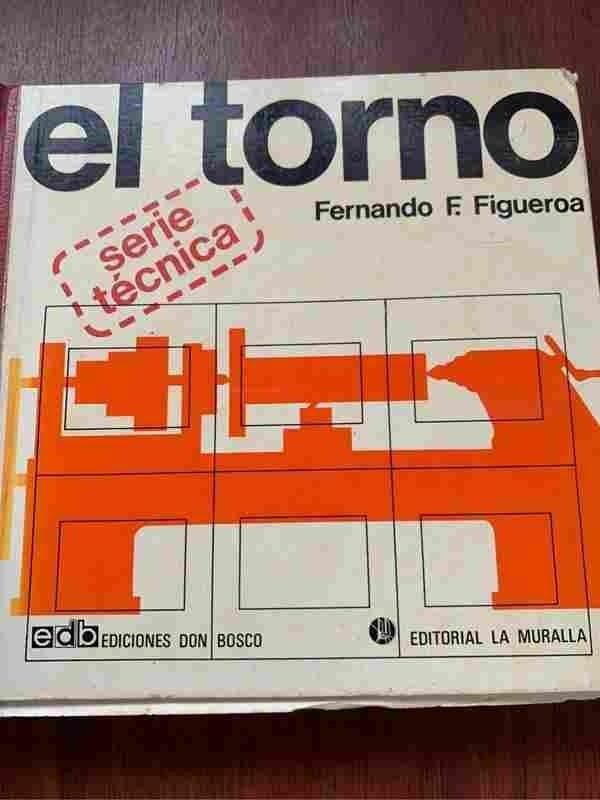 el torno
Fernando F. Figueroa
serie
técnica
edb EDICIONES DON BOSCO
EDITORIAL LA MURALLA